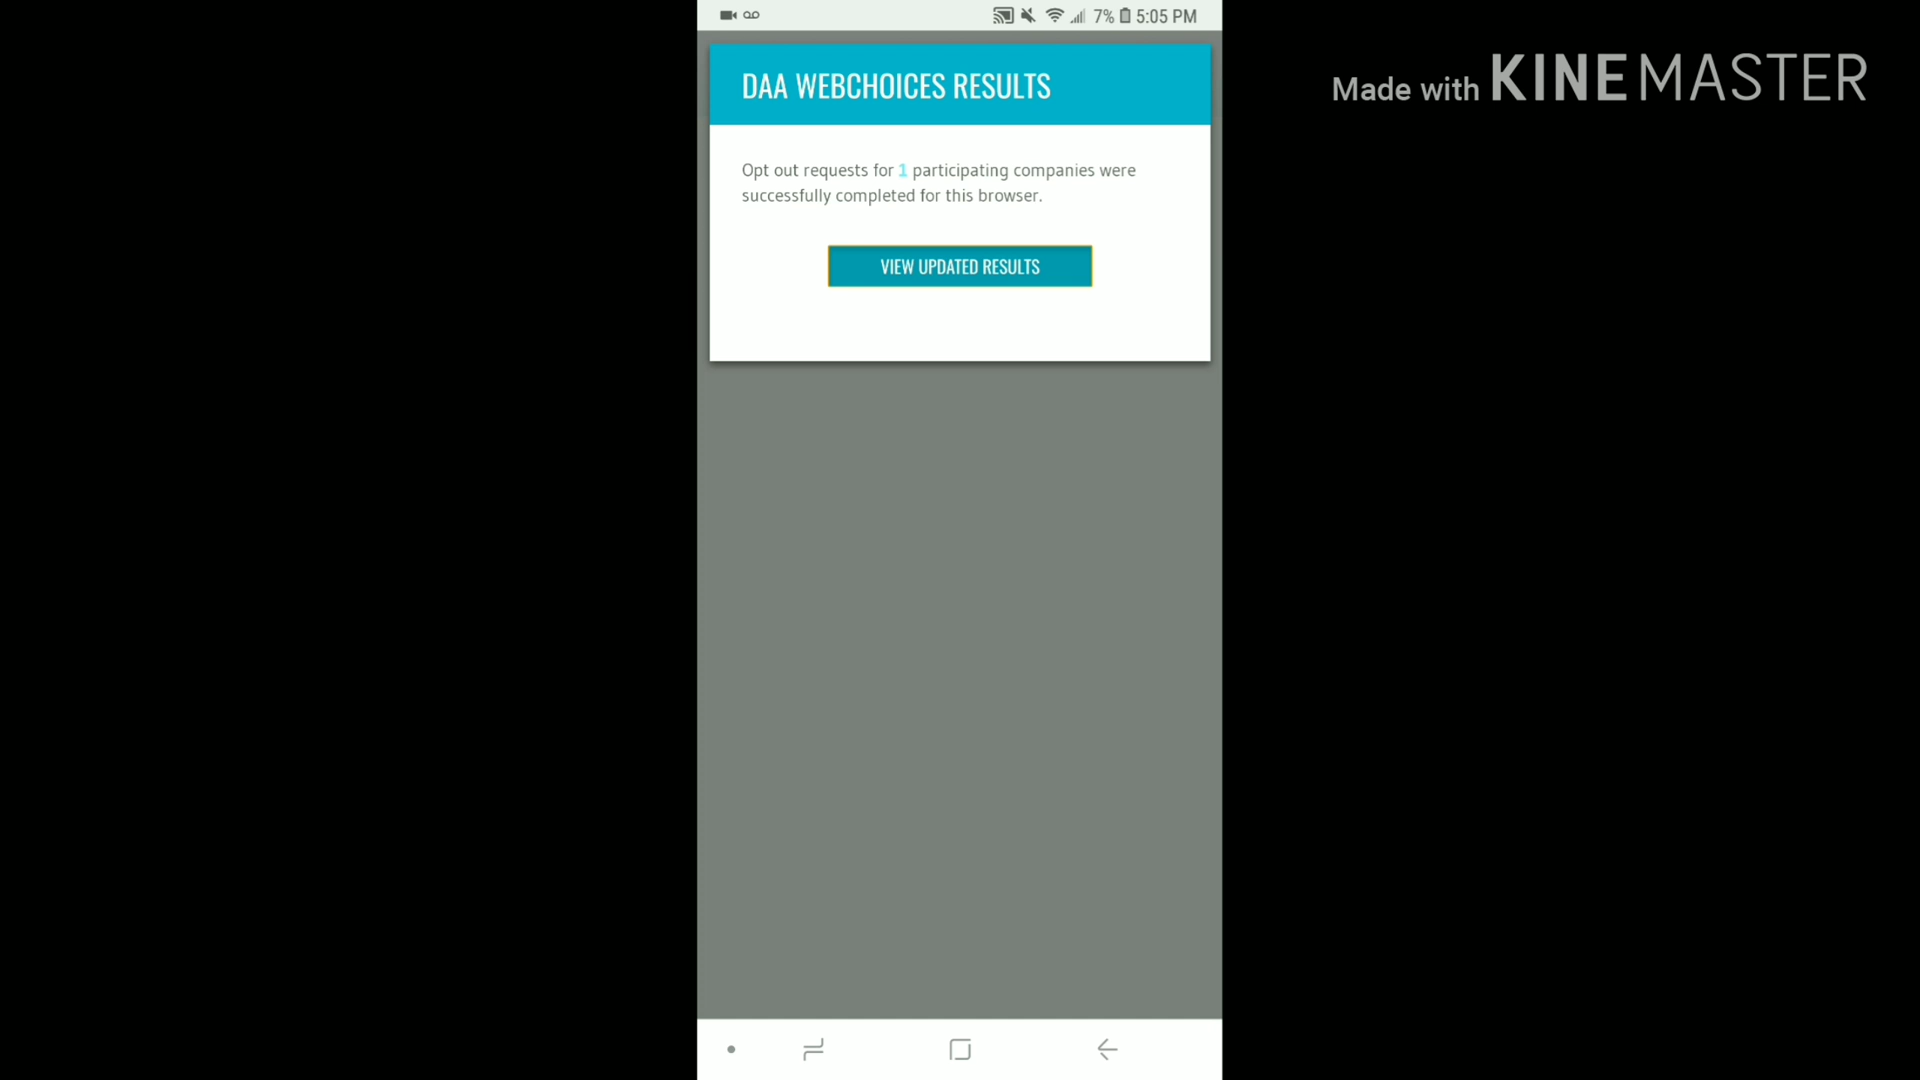 7% 5:05 PM
Made with KINEMASTER
DAA WEBCHOICES RESULTS
Opt out requests for 1 participating companies were
successfully completed for this browser.
VIEW UPDATED RESULTS